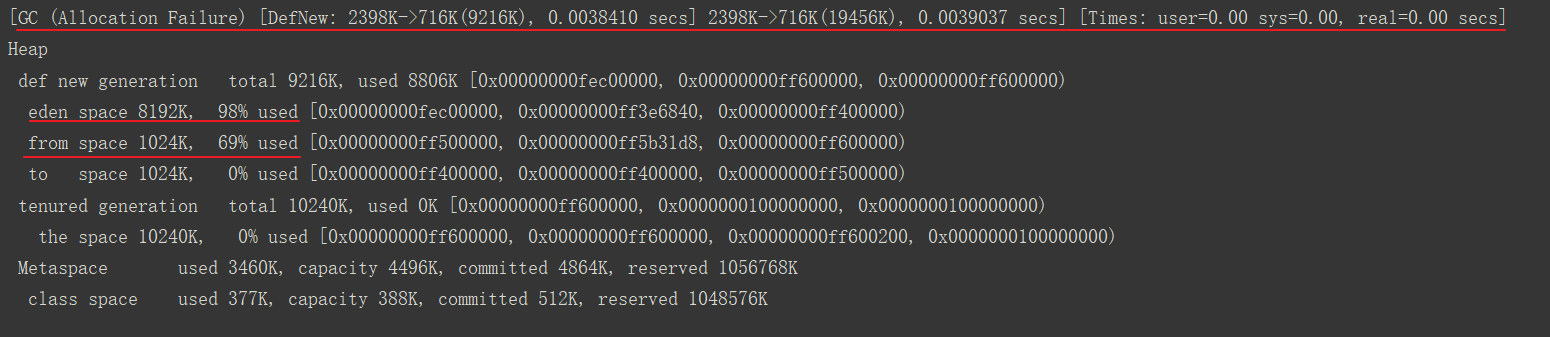 [GC (Allocation Failure) [DefNew: 2398K->716K(9216K), 0.0038410 secs] 2398K->716K(19456K), 0.0039037 secs] [Times: user=0.00 sys=0.00, real=0.00 secs]
Heap
def new generation   total 9216K, used 8806K [0x00000000fec00000, 0x00000000ff600000, 0x00000000ff600000)
eden space 8192K,  98% used [0x00000000fec00000, 0x00000000ff3e6840, 0x00000000ff400000)
from space 1024K,  69% used [0x00000000ff500000, 0x00000000ff5b31d8, 0x00000000ff600000)
to   space 1024K,   0% used [0x00000000ff400000, 0x00000000ff400000, 0x00000000ff500000)
tenured generation   total 10240K, used 0K [0x00000000ff600000, 0x0000000100000000, 0x0000000100000000)
the space 10240K,   0% used [0x00000000ff600000, 0x00000000ff600000, 0x00000000ff600200, 0x0000000100000000)
Metaspace       used 3460K, capacity 4496K, committed 4864K, reserved 1056768K
class space    used 377K, capacity 388K, committed 512K, reserved 1048576K